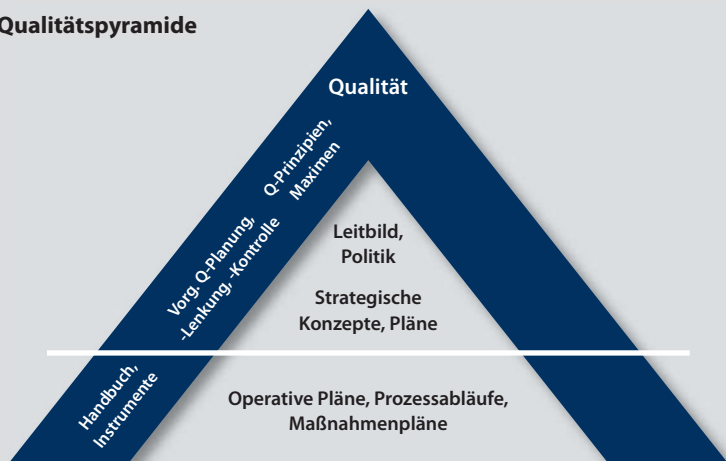 Qualitätspyramide
Qualität
Q-Prinzipien,
Maximen
Vorg. Q-Planung,
-Lenkung, -Kontrolle
Handbuch,
Instrumente
Leitbild,
Politik
Strategische
Konzepte, Pläne
Operative Pläne, Prozessabläufe,
Maßnahmenpläne